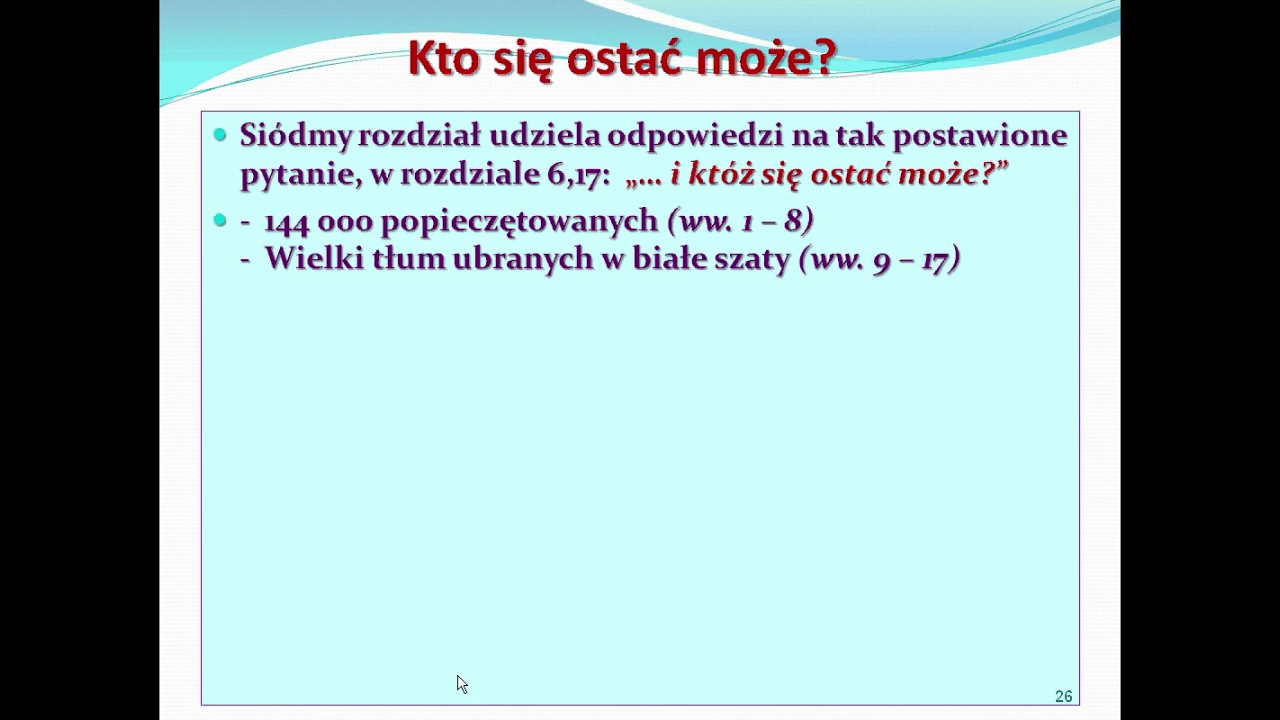 Kto się ostać może?
Siódmy rozdział udziela odpowiedzi na tak postawione
pytanie, w rozdziale 6,17: „... i któż się ostać może?”
- 144 000 popieczętowanych (ww. 1 – 8)
- Wielki tłum ubranych w białe szaty (ww. 9 – 17)
26